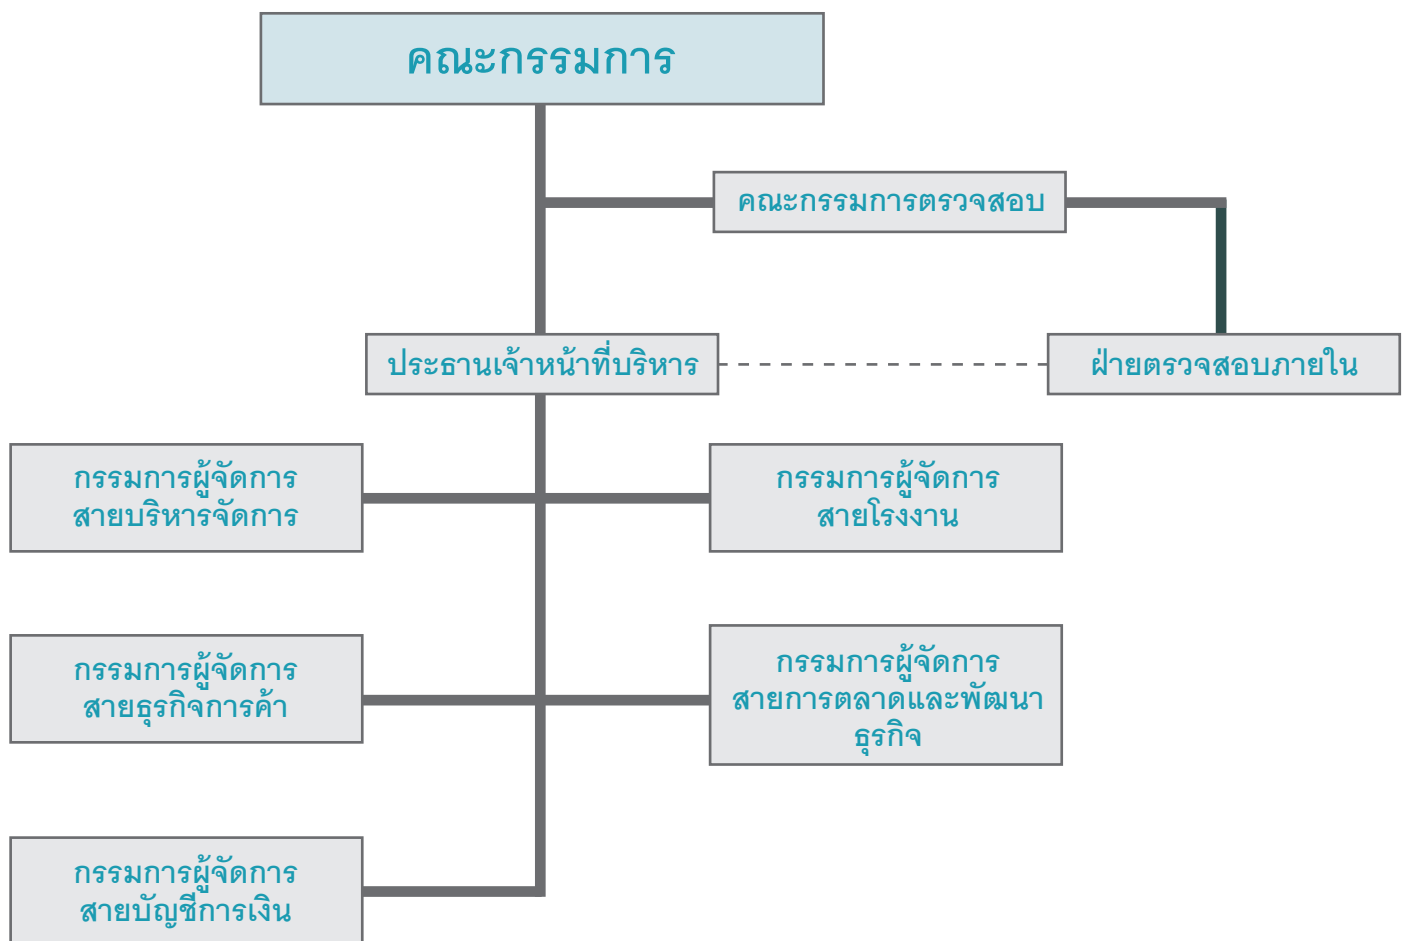 คณะกรรมการ
คณะกรรมการตรวจสอบ
ประธานเจ้าหน้าที่บริหาร
ฝ่ายตรวจสอบภายใน
กรรมการผู้จัดการ
สายบริหารจัดการ
กรรมการผู้จัดการ
สายโรงงาน
กรรมการผู้จัดการ
สายธุรกิจการค้า
กรรมการผู้จัดการ
สายการตลาดและพัฒนา
ธุรกิจ
กรรมการผู้จัดการ
สายบัญชีการเงิน